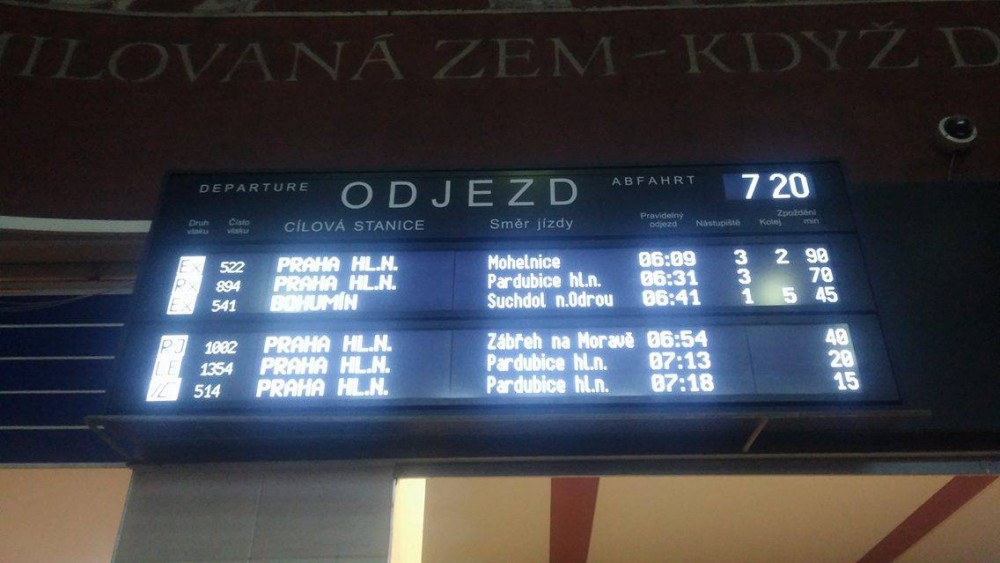 MILOVANÁ ZEM - KDYŽ D
DEPARTURE ODJEZD ABFAHRT 7 20
Druh vlaku Číslo vlaku CÍLOVÁ STANICE Směr jízdy Pravidelný odjezd Nástupiště Kolej Zpoždění min
Ex 522 PRAHA HL.N. Mohelnice 06:09 3 2 90
Rx 894 PRAHA HL.N. Pardubice hl.n. 06:31 3 70
EX 541 BOHUMÍN Suchdol n.Odrou 06:41 1 5 45
RJ 1002 PRAHA HL.N. Zábřeh na Moravě 06:54 40
LE 1354 PRAHA HL.N. Pardubice hl.n. 07:13 20
IC 514 PRAHA HL.N. Pardubice hl.n. 07:18 15